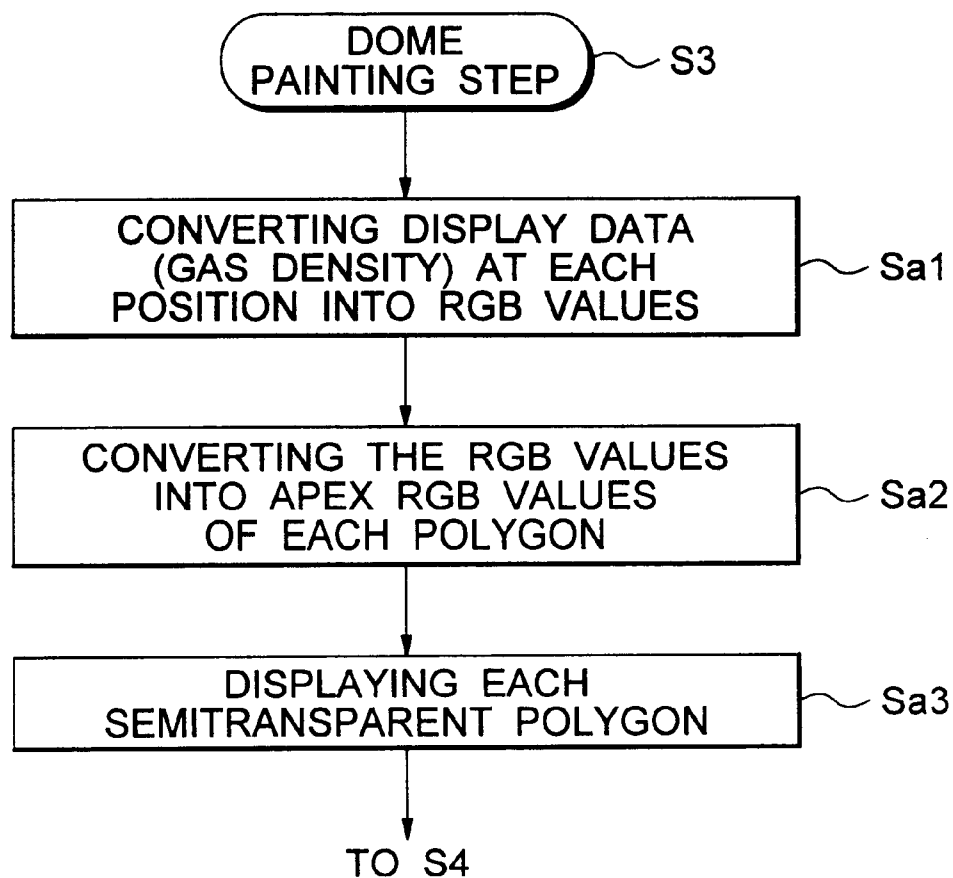 DOME
PAINTING STEP
S3
CONVERTING DISPLAY DATA
(GAS DENSITY) AT EACH
POSITION INTO RGB VALUES
Sa1
CONVERTING THE RGB VALUES
INTO APEX RGB VALUES
OF EACH POLYGON
Sa2
DISPLAYING EACH
SEMITRANSPARENT POLYGON
Sa3
TO S4